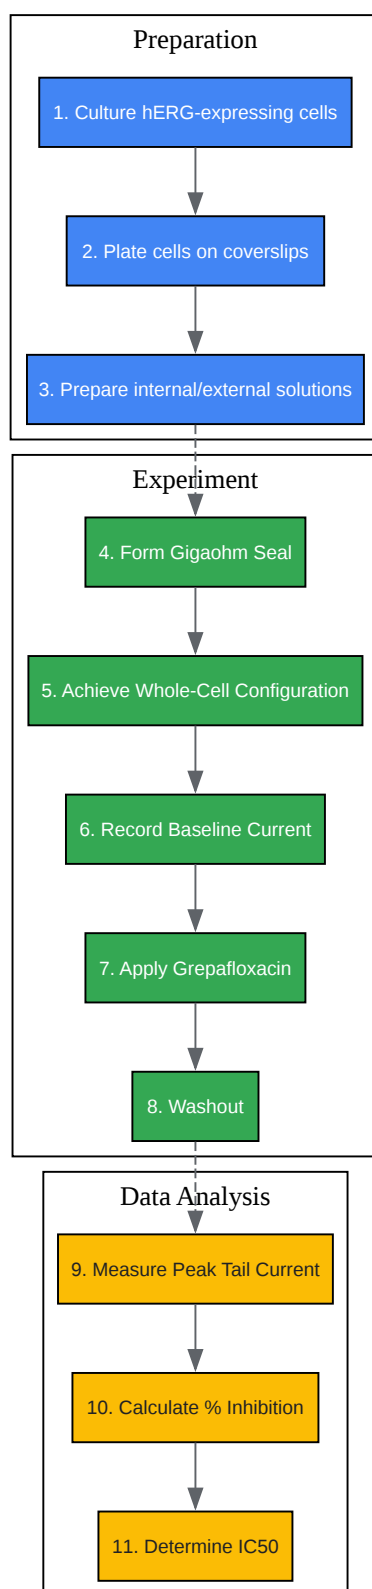 Preparation
1. Culture hERG-expressing cells
2. Plate cells on coverslips
3. Prepare internal/external solutions
Experiment
4. Form Gigaohm Seal
5. Achieve Whole-Cell Configuration
6. Record Baseline Current
7. Apply Grepafloxacin
8. Washout
Data Analysis
9. Measure Peak Tail Current
10. Calculate % Inhibition
11. Determine IC50